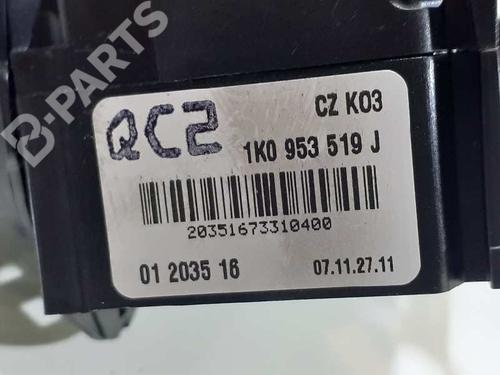 B-PARTS
QC2
CZ K03
1K0 953 519 J
20351673310400
01 2035 16
07.11.27.11